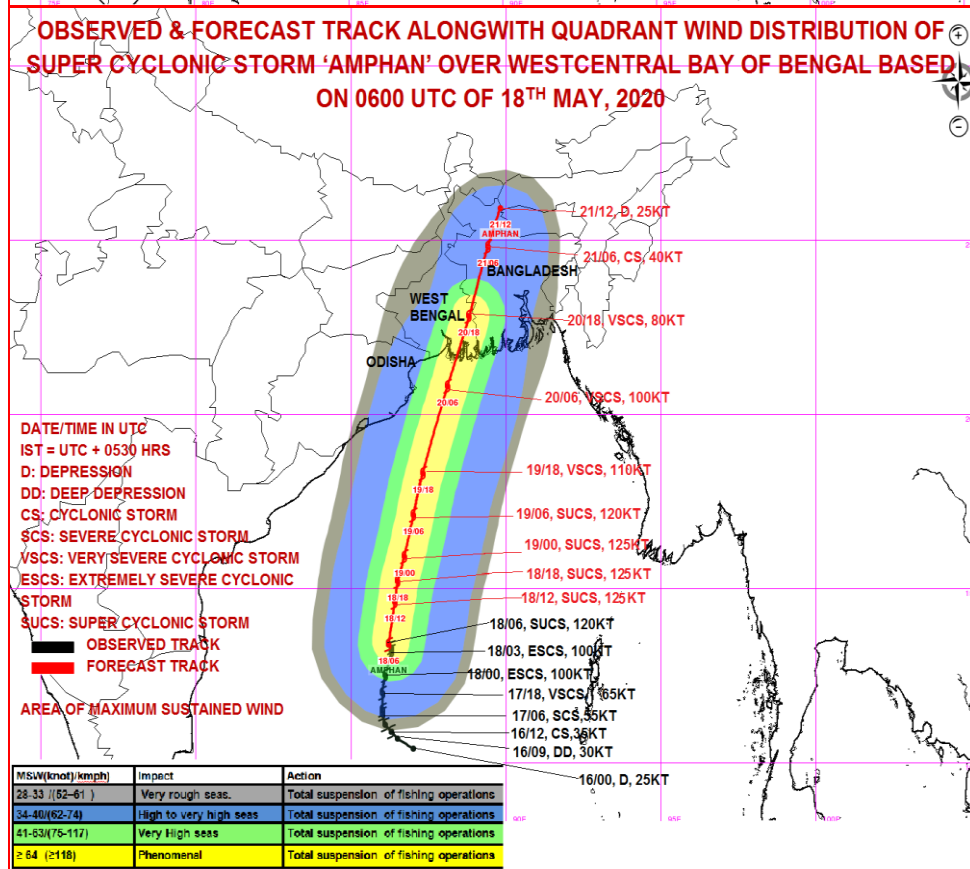 75E 80E 85E 90E 95E 100E
OBSERVED & FORECAST TRACK ALONGWITH QUADRANT WIND DISTRIBUTION OF
SUPER CYCLONIC STORM ‘AMPHAN’ OVER WESTCENTRAL BAY OF BENGAL BASED
ON 0600 UTC OF 18TH MAY, 2020
21/12, D, 25KT
21/12
AMPHAN
21/06, CS, 40KT
21/06
BANGLADESH
WEST
BENGAL
20/18, VSCS, 80KT
20/18
ODISHA
20/06, VSCS, 100KT
20/06
DATE/TIME IN UTC
IST = UTC + 0530 HRS
D: DEPRESSION
DD: DEEP DEPRESSION
CS: CYCLONIC STORM
SCS: SEVERE CYCLONIC STORM
VSCS: VERY SEVERE CYCLONIC STORM
ESCS: EXTREMELY SEVERE CYCLONIC
STORM
SUCS: SUPER CYCLONIC STORM
OBSERVED TRACK
FORECAST TRACK
AREA OF MAXIMUM SUSTAINED WIND
19/18, VSCS, 110KT
19/18
19/06, SUCS, 120KT
19/06
19/00, SUCS, 125KT
19/00
18/18, SUCS, 125KT
18/18
18/12, SUCS, 125KT
18/12
18/06, SUCS, 120KT
18/06
AMPHAN
18/03, ESCS, 100KT
18/00, ESCS, 100KT
17/18, VSCS, 65KT
17/06, SCS,55KT
16/12, CS,35KT
16/09, DD, 30KT
16/00, D, 25KT
MSW(knot)/kmph) Impact Action
28-33 /(52–61 ) Very rough seas. Total suspension of fishing operations
34-40/(62-74) High to very high seas Total suspension of fishing operations
41-63/(75-117) Very High seas Total suspension of fishing operations
≥ 64 (≥118) Phenomenal Total suspension of fishing operations
90E 95E 100E